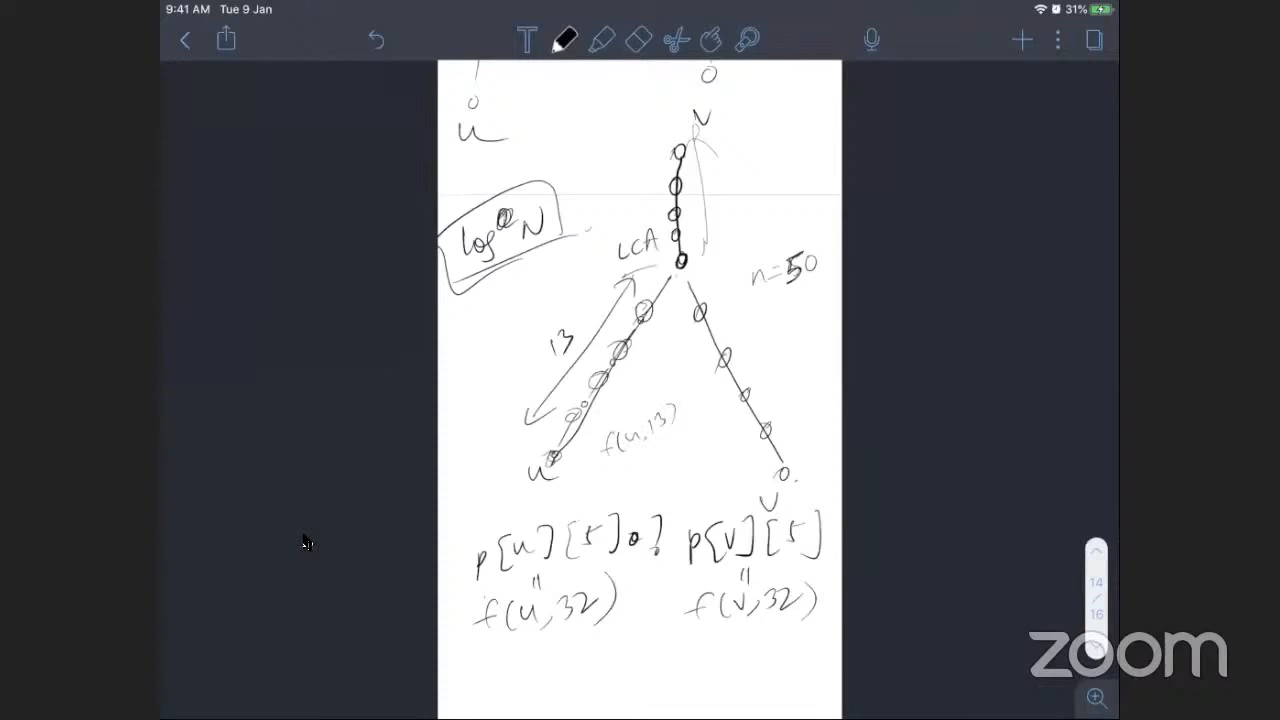 9:41 AM Tue 9 Jan
31%
T
u
v
log N
LCA
n=50
13
f(u,13)
u
v
p[u][5] ? p[v][5]
f(u,32) f(v,32)
14
/
16
zoom